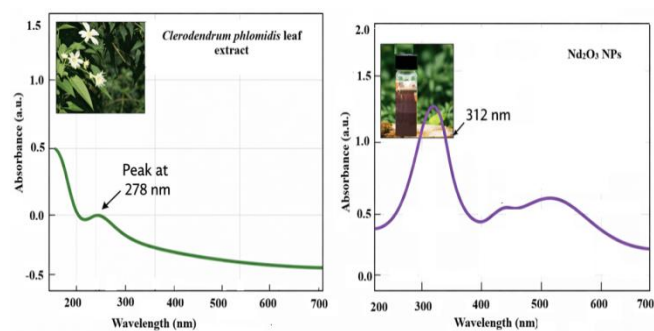 Clerodendrum phlomidis leaf
extract
Absorbance (a.u.)
1.5
1.0
0.5
0.0
-0.5
Peak at
278 nm
200
300
400
500
600
700
Wavelength (nm)
Nd₂O₃ NPs
Absorbance (a.u.)
2.0
1.5
1.0
0.5
0.0
312 nm
200
300
400
500
600
700
Wavelength (nm)